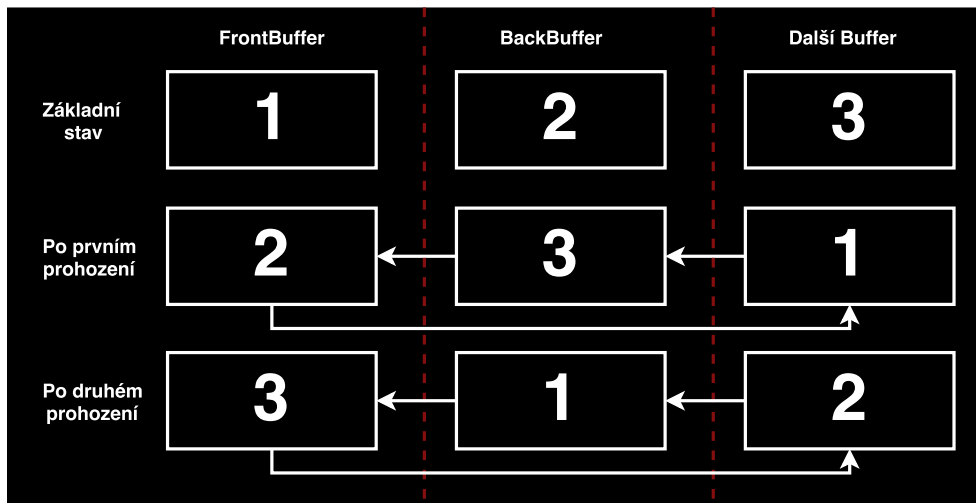 FrontBuffer BackBuffer Další Buffer
Základní
stav
1 2 3
Po prvním
prohození
2 3 1
Po druhém
prohození
3 1 2